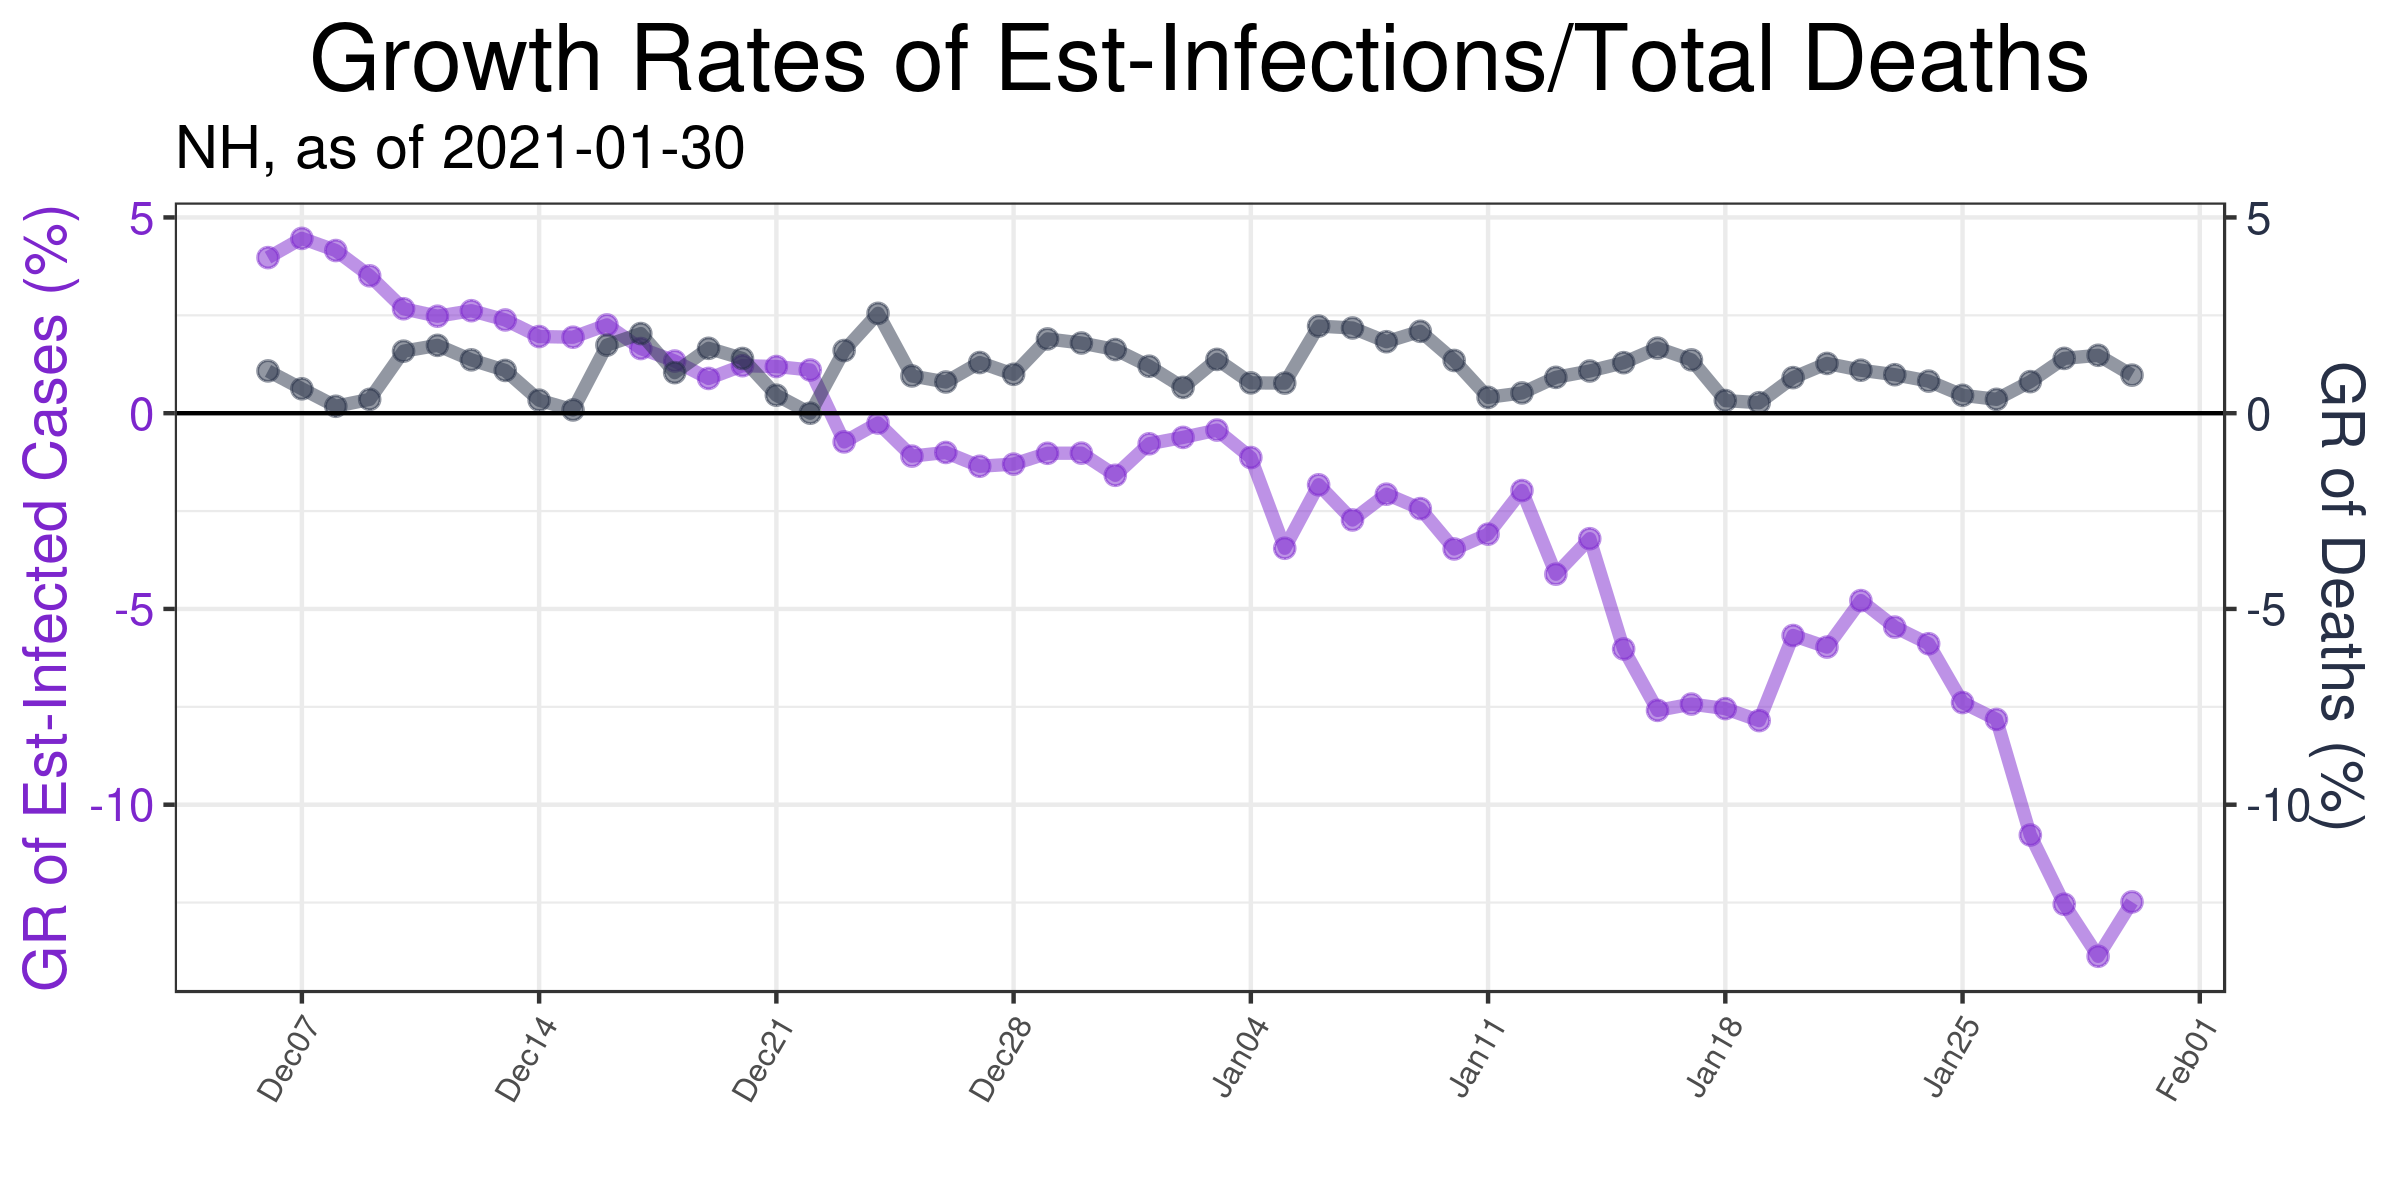 Growth Rates of Est-Infections/Total Deaths
NH, as of 2021-01-30
GR of Est-Infected Cases (%)
5
0
-5
-10
5
0
-5
-10
GR of Deaths (%)
Dec07
Dec14
Dec21
Dec28
Jan04
Jan11
Jan18
Jan25
Feb01